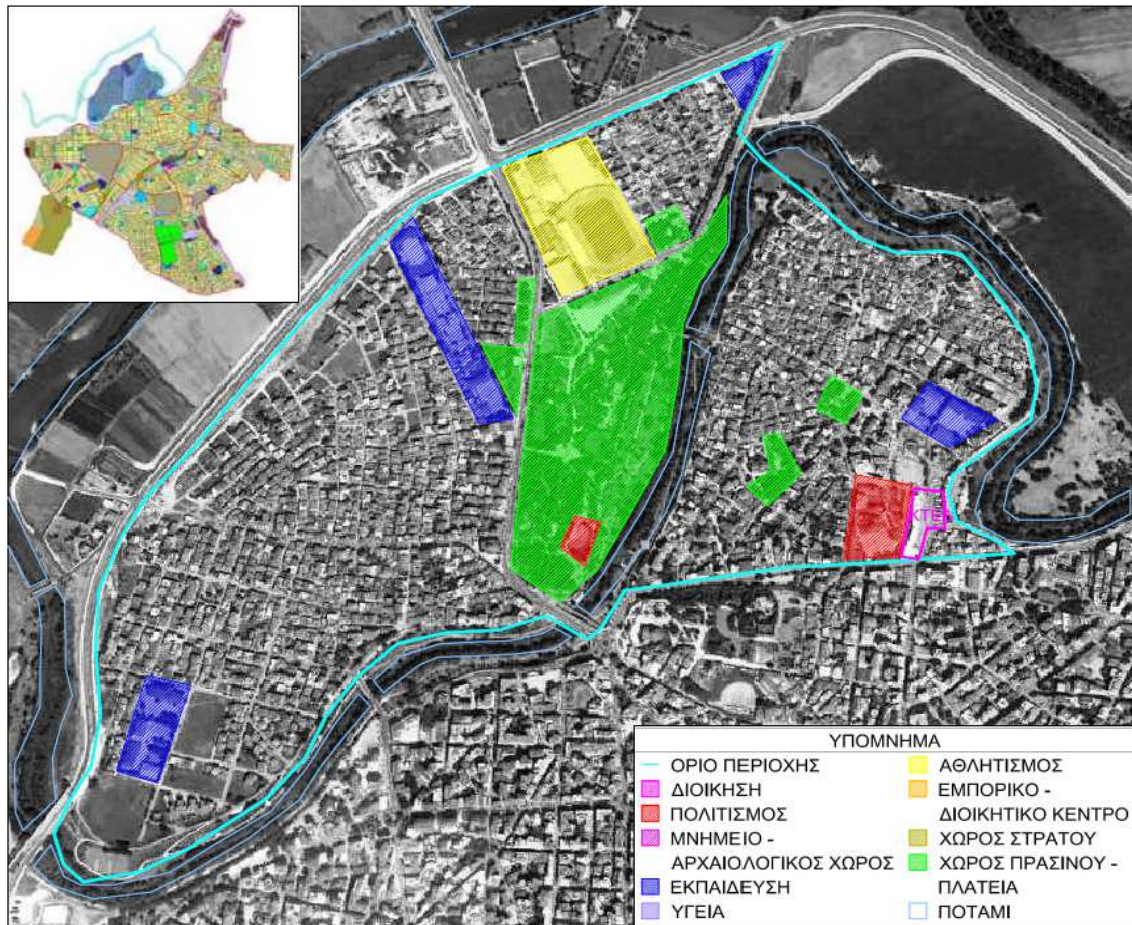 ΚΤΕΛ
ΥΠΟΜΝΗΜΑ
ΟΡΙΟ ΠΕΡΙΟΧΗΣ
ΔΙΟΙΚΗΣΗ
ΠΟΛΙΤΙΣΜΟΣ
ΜΝΗΜΕΙΟ -
ΑΡΧΑΙΟΛΟΓΙΚΟΣ ΧΩΡΟΣ
ΕΚΠΑΙΔΕΥΣΗ
ΥΓΕΙΑ
ΑΘΛΗΤΙΣΜΟΣ
ΕΜΠΟΡΙΚΟ -
ΔΙΟΙΚΗΤΙΚΟ ΚΕΝΤΡΟ
ΧΩΡΟΣ ΣΤΡΑΤΟΥ
ΧΩΡΟΣ ΠΡΑΣΙΝΟΥ -
ΠΛΑΤΕΙΑ
ΠΟΤΑΜΙ